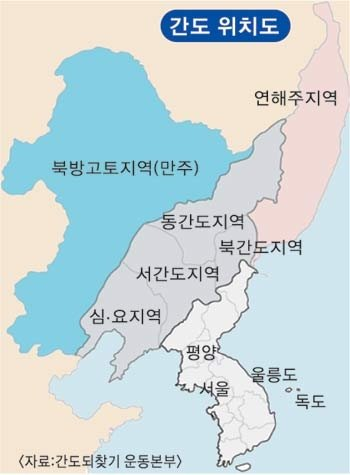 간도 위치도
연해주지역
북방고토지역(만주)
동간도지역
북간도지역
서간도지역
심·요지역
평양
서울
울릉도
독도
〈자료:간도되찾기 운동본부〉